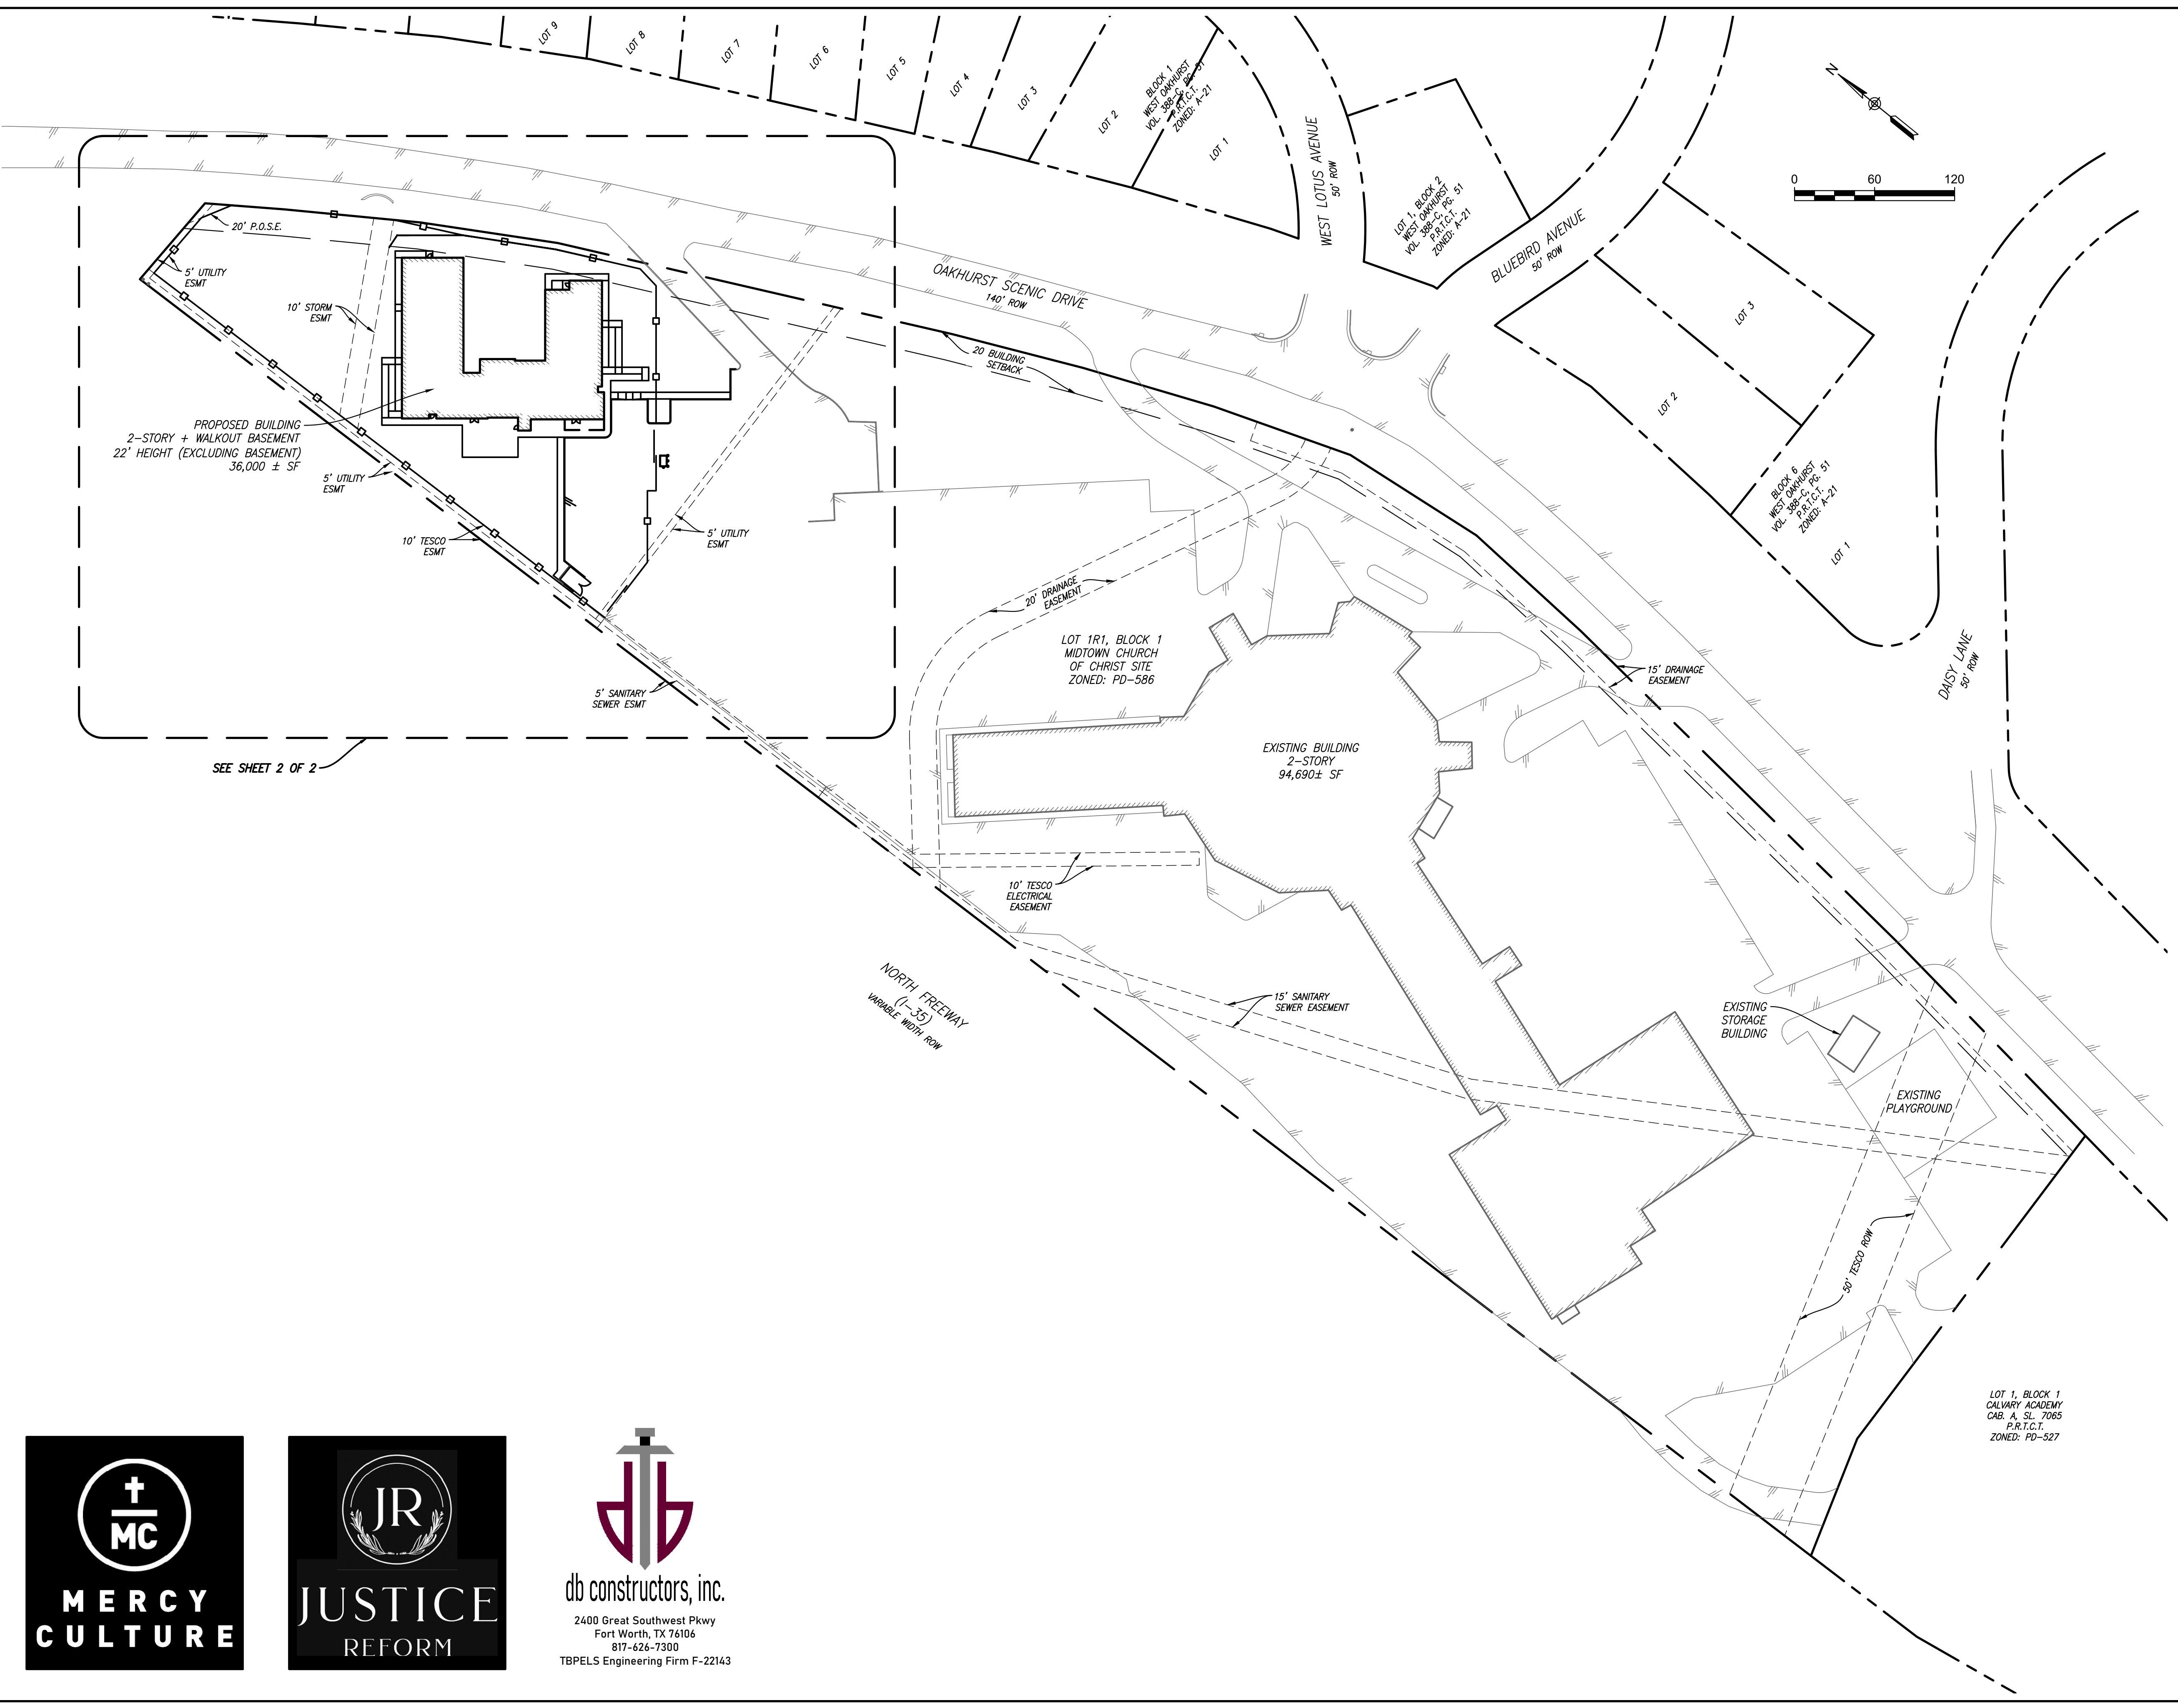 LOT 9
LOT 8
LOT 7
LOT 6
LOT 5
LOT 4
LOT 3
LOT 2
BLOCK 1
WEST OAKHURST
VOL. 388-C, PG. 51
P.R.T.C.T.
ZONED: A-21
LOT 1
WEST LOTUS AVENUE
50' ROW
LOT 1, BLOCK 2
WEST OAKHURST
VOL. 388-C, PG. 51
P.R.T.C.T.
ZONED: A-21
BLUEBIRD AVENUE
50' ROW
N
0 60 120
LOT 3
LOT 2
BLOCK 6
WEST OAKHURST
VOL. 388-C, PG. 51
P.R.T.C.T.
ZONED: A-21
LOT 1
DAISY LANE
50' ROW
OAKHURST SCENIC DRIVE
140' ROW
20 BUILDING
SETBACK
20' P.O.S.E.
5' UTILITY
ESMT
10' STORM
ESMT
PROPOSED BUILDING
2-STORY + WALKOUT BASEMENT
22' HEIGHT (EXCLUDING BASEMENT)
36,000 ± SF
5' UTILITY
ESMT
10' TESCO
ESMT
5' UTILITY
ESMT
20' DRAINAGE
EASEMENT
LOT 1R1, BLOCK 1
MIDTOWN CHURCH
OF CHRIST SITE
ZONED: PD-586
15' DRAINAGE
EASEMENT
5' SANITARY
SEWER ESMT
SEE SHEET 2 OF 2
EXISTING BUILDING
2-STORY
94,690± SF
10' TESCO
ELECTRICAL
EASEMENT
NORTH FREEWAY
(I-35)
VARIABLE WIDTH ROW
15' SANITARY
SEWER EASEMENT
EXISTING
STORAGE
BUILDING
EXISTING
PLAYGROUND
50' TESCO ROW
LOT 1, BLOCK 1
CALVARY ACADEMY
CAB. A, SL. 7065
P.R.T.C.T.
ZONED: PD-527
MC
MERCY
CULTURE
JR
JUSTICE
REFORM
db constructors, inc.
2400 Great Southwest Pkwy
Fort Worth, TX 76106
817-626-7300
TBPELS Engineering Firm F-22143